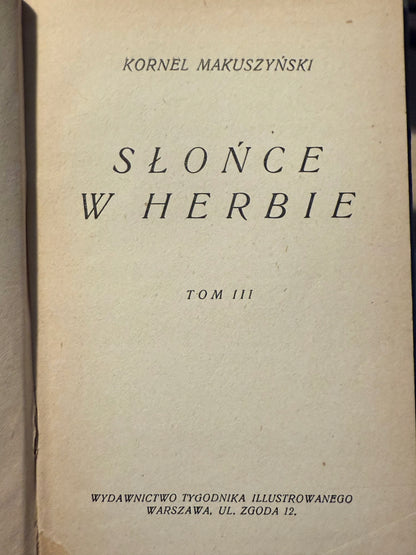 KORNEL MAKUSZYŃSKI
SŁOŃCE
W HERBIE
TOM III
WYDAWNICTWO TYGODNIKA ILLUSTROWANEGO
WARSZAWA, UL. ZGODA 12.